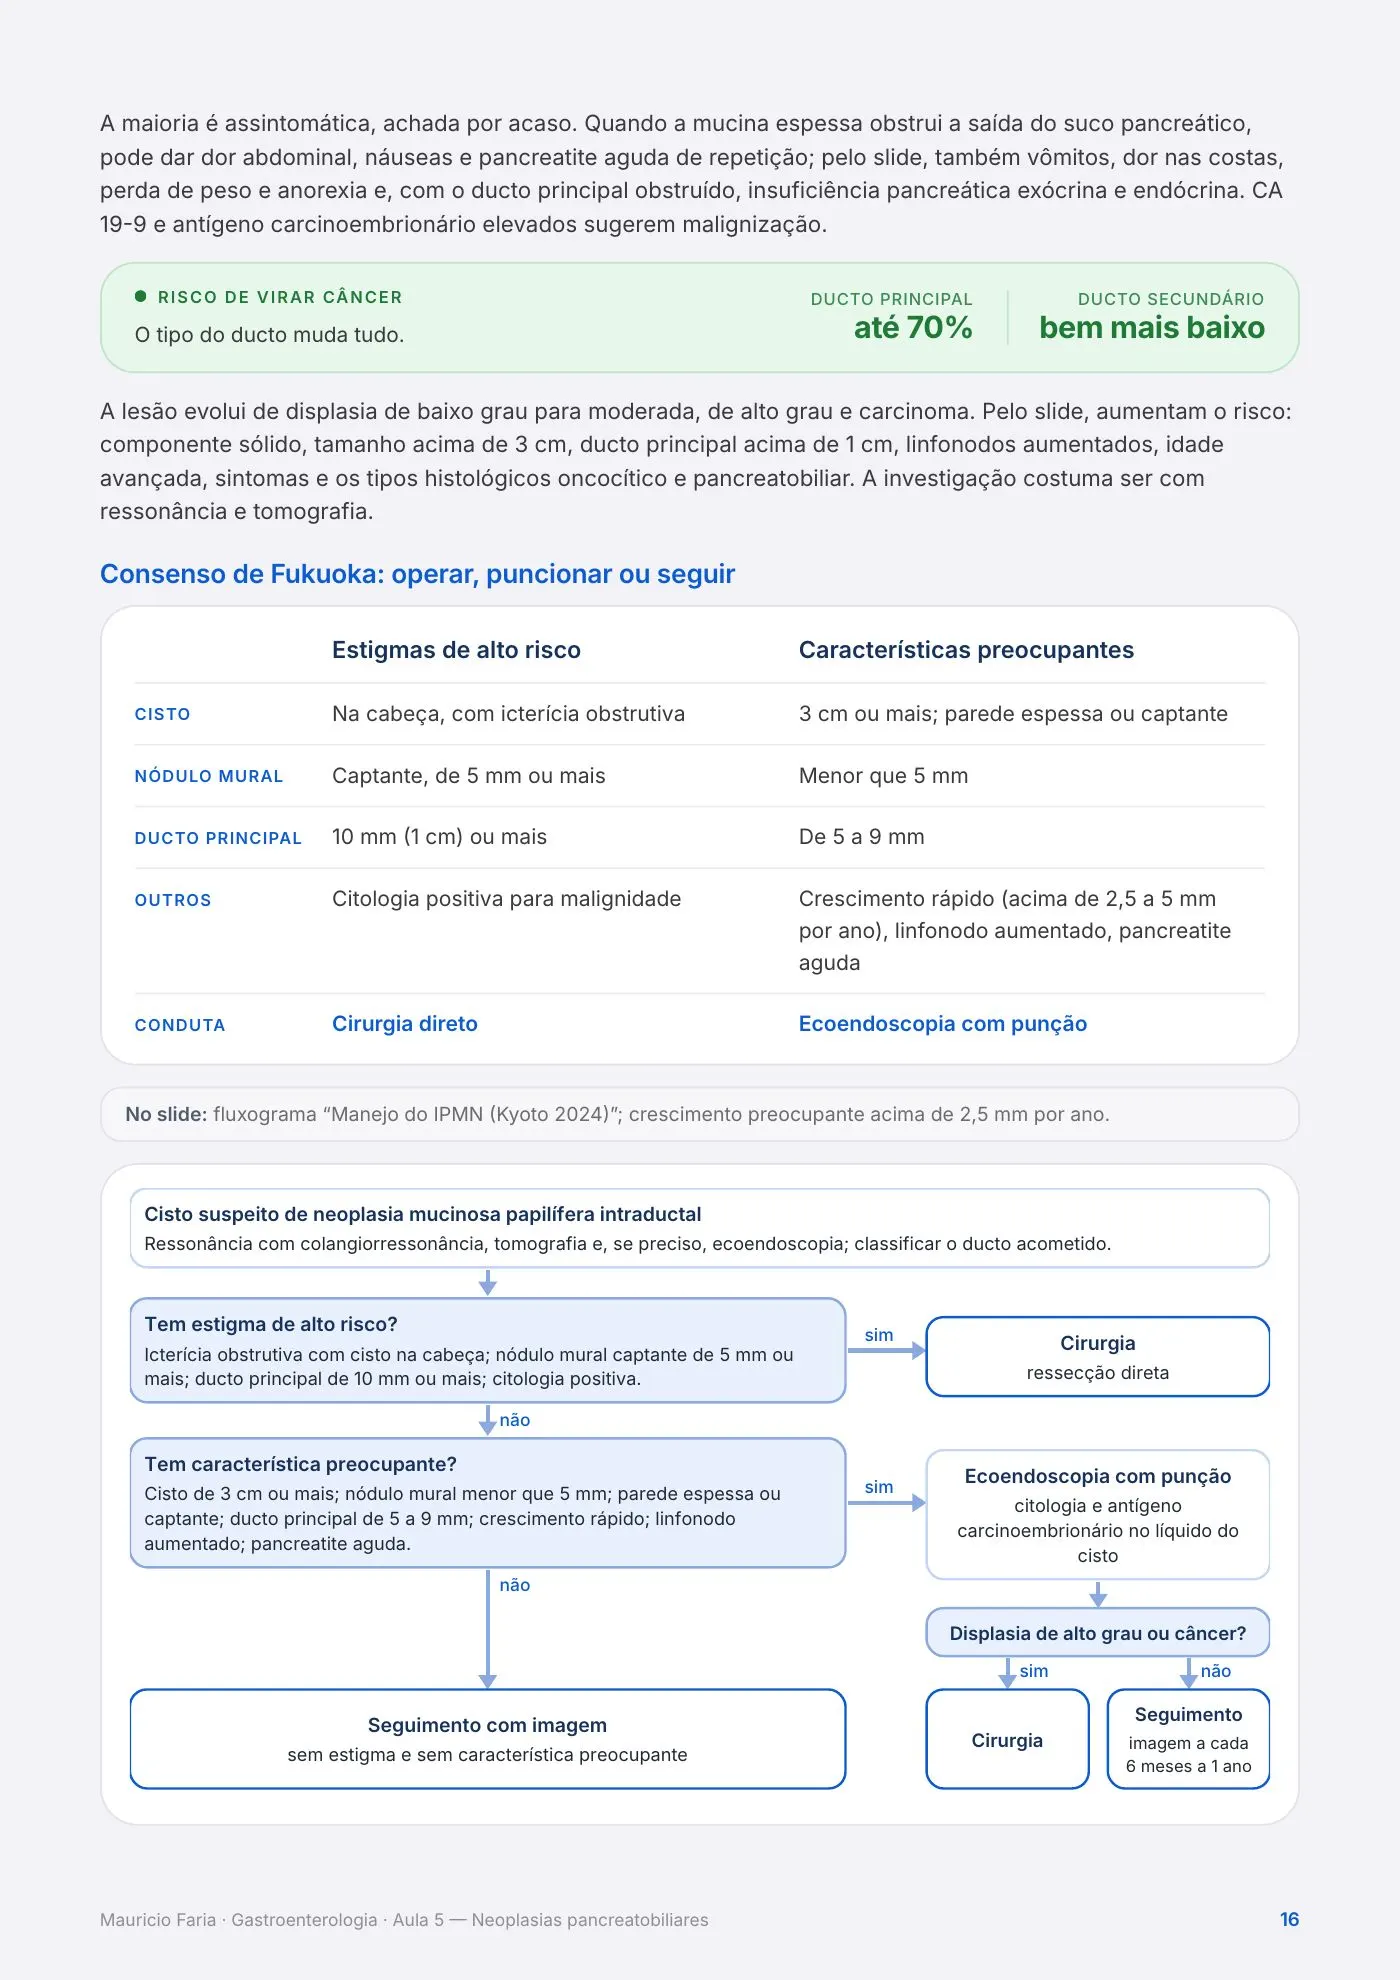 A maioria é assintomática, achada por acaso. Quando a mucina espessa obstrui a saída do suco pancreático,
pode dar dor abdominal, náuseas e pancreatite aguda de repetição; pelo slide, também vômitos, dor nas costas,
perda de peso e anorexia e, com o ducto principal obstruído, insuficiência pancreática exócrina e endócrina. CA
19-9 e antígeno carcinoembrionário elevados sugerem malignização.
RISCO DE VIRAR CÂNCER
O tipo do ducto muda tudo.
DUCTO PRINCIPAL
até 70%
DUCTO SECUNDÁRIO
bem mais baixo
A lesão evolui de displasia de baixo grau para moderada, de alto grau e carcinoma. Pelo slide, aumentam o risco:
componente sólido, tamanho acima de 3 cm, ducto principal acima de 1 cm, linfonodos aumentados, idade
avançada, sintomas e os tipos histológicos oncocítico e pancreatobiliar. A investigação costuma ser com
ressonância e tomografia.
Consenso de Fukuoka: operar, puncionar ou seguir
Estigmas de alto risco Características preocupantes
CISTO Na cabeça, com icterícia obstrutiva 3 cm ou mais; parede espessa ou captante
NÓDULO MURAL Captante, de 5 mm ou mais Menor que 5 mm
DUCTO PRINCIPAL 10 mm (1 cm) ou mais De 5 a 9 mm
OUTROS Citologia positiva para malignidade Crescimento rápido (acima de 2,5 a 5 mm
por ano), linfonodo aumentado, pancreatite
aguda
CONDUTA Cirurgia direto Ecoendoscopia com punção
No slide: fluxograma “Manejo do IPMN (Kyoto 2024)”; crescimento preocupante acima de 2,5 mm por ano.
Cisto suspeito de neoplasia mucinosa papilífera intraductal
Ressonância com colangiorressonância, tomografia e, se preciso, ecoendoscopia; classificar o ducto acometido.
Tem estigma de alto risco?
Icterícia obstrutiva com cisto na cabeça; nódulo mural captante de 5 mm ou
mais; ducto principal de 10 mm ou mais; citologia positiva.
sim
Cirurgia
ressecção direta
não
Tem característica preocupante?
Cisto de 3 cm ou mais; nódulo mural menor que 5 mm; parede espessa ou
captante; ducto principal de 5 a 9 mm; crescimento rápido; linfonodo
aumentado; pancreatite aguda.
sim
Ecoendoscopia com punção
citologia e antígeno
carcinoembrionário no líquido do
cisto
não
Displasia de alto grau ou câncer?
sim
não
Seguimento com imagem
sem estigma e sem característica preocupante
Cirurgia
Seguimento
imagem a cada
6 meses a 1 ano
Mauricio Faria · Gastroenterologia · Aula 5 — Neoplasias pancreatobiliares
16